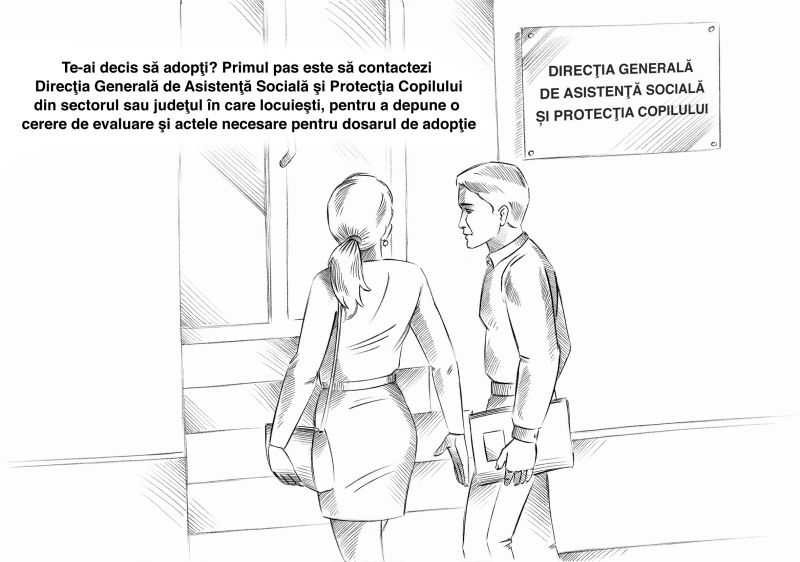 Te-ai decis să adopţi? Primul pas este să contactezi
Direcţia Generală de Asistenţă Socială şi Protecţia Copilului
din sectorul sau judeţul în care locuieşti, pentru a depune o
cerere de evaluare şi actele necesare pentru dosarul de adopţie
DIRECŢIA GENERALĂ
DE ASISTENŢĂ SOCIALĂ
ŞI PROTECŢIA COPILULUI